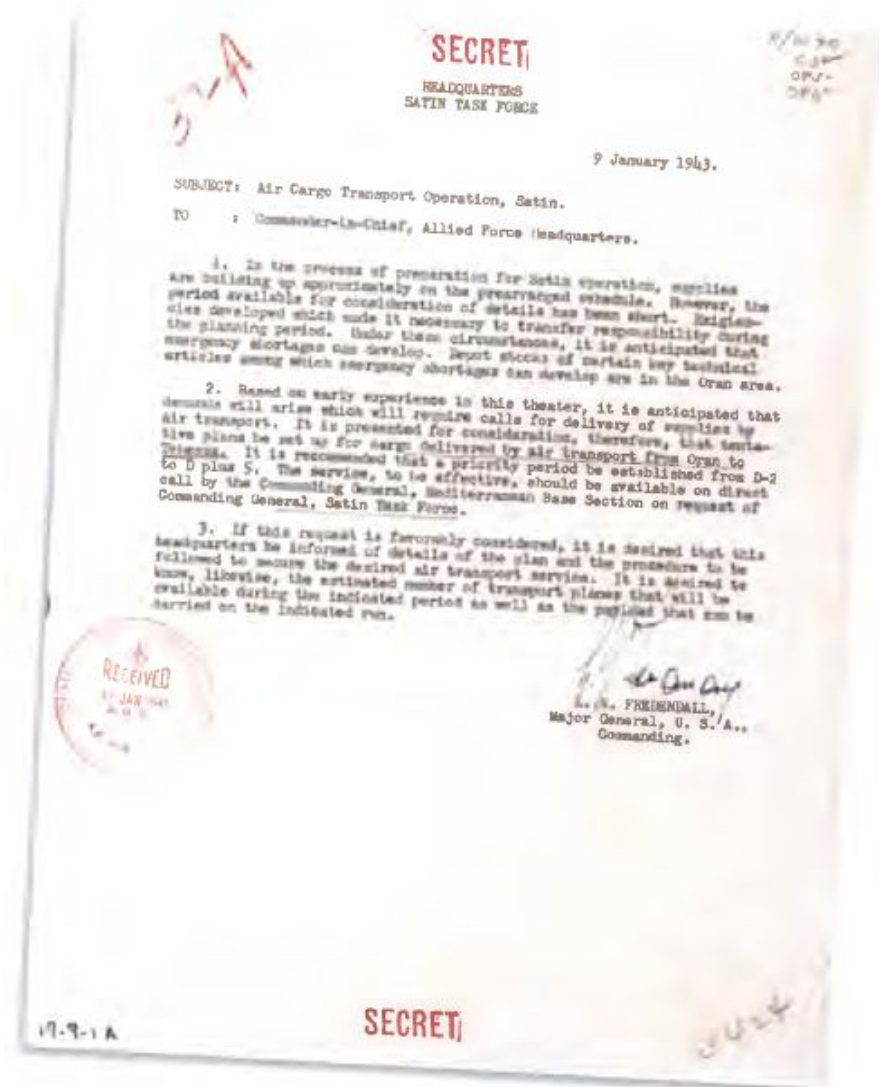 SECRET
HEADQUARTERS
SATIN TASK FORCE
9 January 1943.
SUBJECT: Air Cargo Transport Operation, Satin.
TO : Commander-in-Chief, Allied Force Headquarters.
1. In the process of preparation for Satin operation, supplies
are building up approximately on the prearranged schedule. However, the
period available for consideration of details has been short. Exigen-
cies developed which made it necessary to transfer responsibility during
the planning period. Under these circumstances, it is anticipated that
emergency shortages can develop. Depot stocks of certain key technical
articles among which emergency shortages can develop are in the Oran area.
2. Based on early experience in this theater, it is anticipated that
demands will arise which will require calls for delivery of supplies by
air transport. It is presented for consideration, therefore, that tenta-
tive plans be set up for cargo delivered by air transport from Oran to
It is recommended that a priority period be established from D-2
to D plus 5. The service, to be effective, should be available on direct
call by the Commanding General, Mediterranean Base Section on request of
Commanding General, Satin Task Force.
3. If this request is favorably considered, it is desired that this
headquarters be informed of details of the plan and the procedure to be
followed to secure the desired air transport service. It is desired to
know, likewise, the estimated number of transport planes that will be
available during the indicated period as well as the payload that can be
carried on the indicated run.
RECEIVED
JAN
L. R. FREDENDALL,
Major General, U. S. A.,
Commanding.
17-9-1A
SECRET